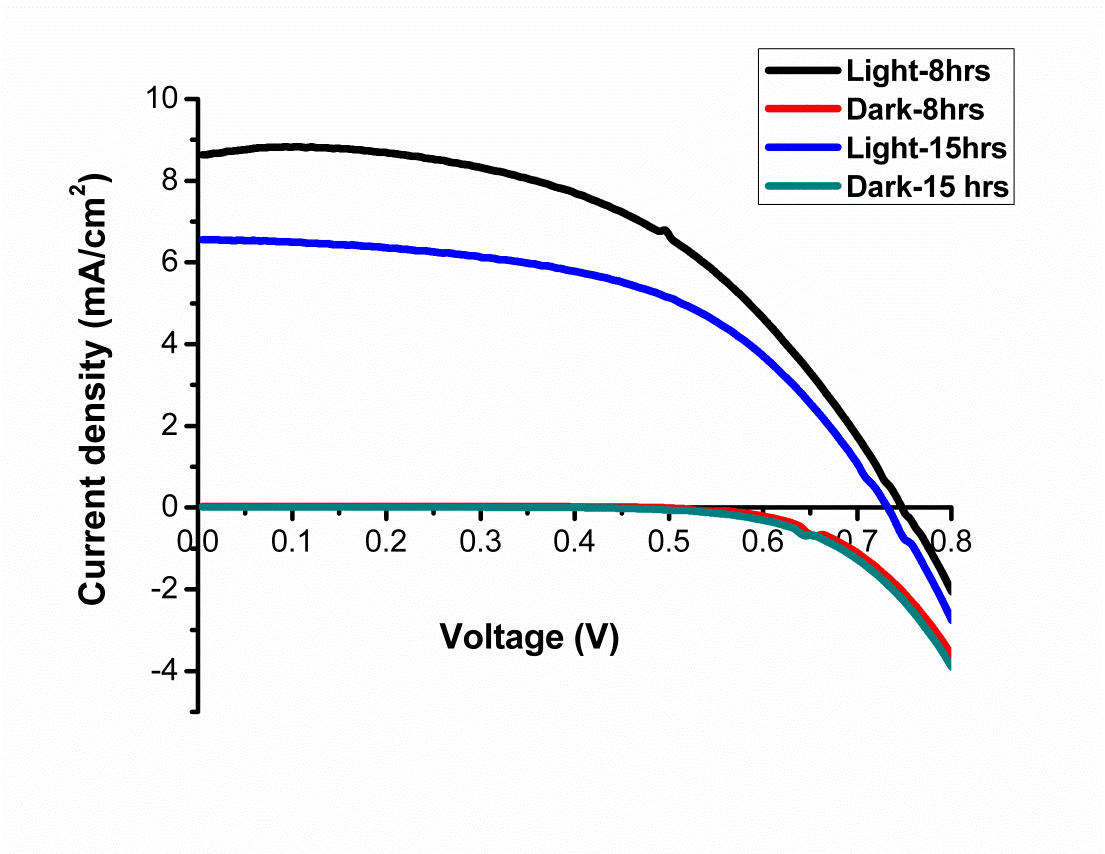 Light-8hrs
Dark-8hrs
Light-15hrs
Dark-15 hrs
10
8
6
4
2
0
-2
-4
0.0 0.1 0.2 0.3 0.4 0.5 0.6 0.7 0.8
Current density (mA/cm²)
Voltage (V)